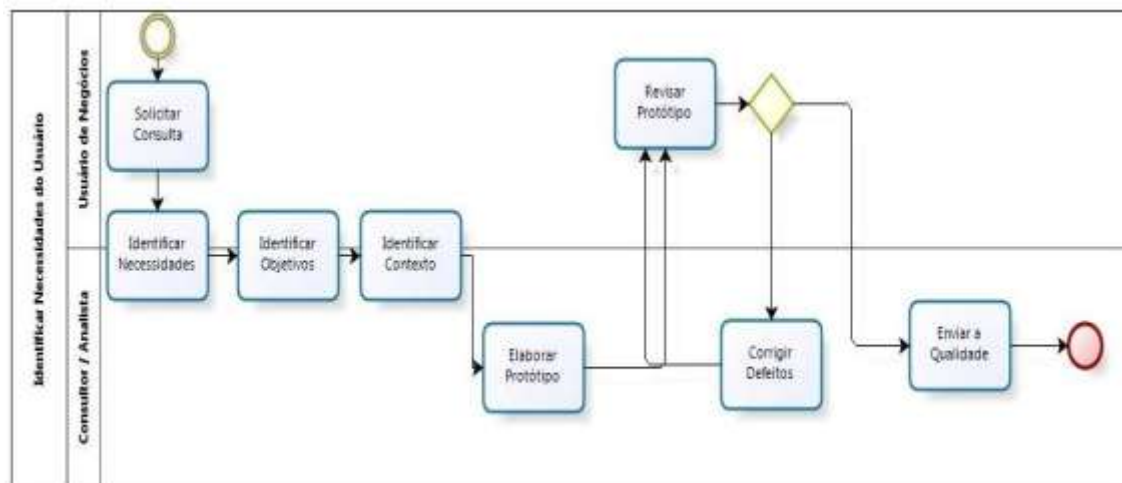 Identificar Necessidades do Usuário
Usuário de Negócios
Consultor / Analista
Solicitar
Consulta
Identificar
Necessidades
Identificar
Objetivos
Identificar
Contexto
Elaborar
Protótipo
Revisar
Protótipo
Corrigir
Defeitos
Enviar a
Qualidade